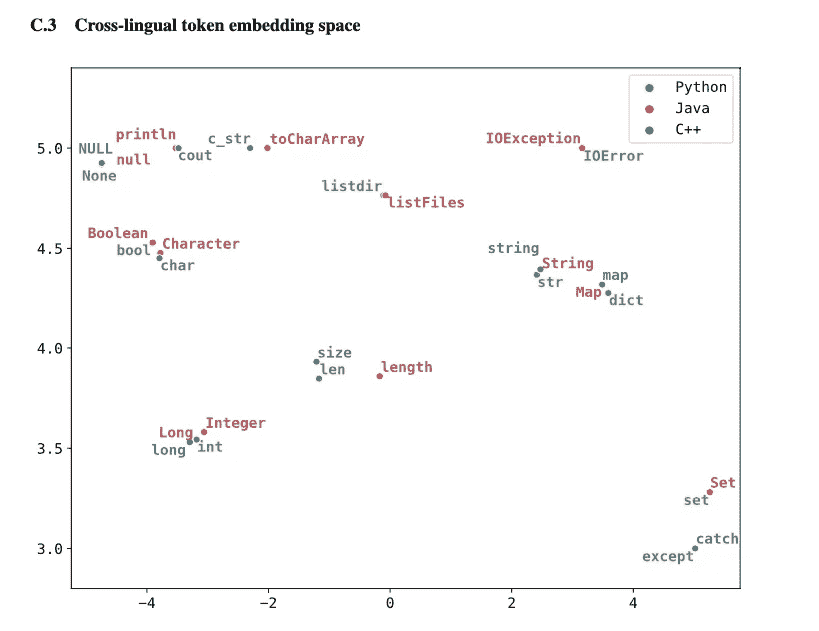 C.3 Cross-lingual token embedding space
Python
Java
C++
println
NULL
null
None
cout
c_str
toCharArray
IOException
IOError
listdir
listFiles
Boolean
bool
Character
char
string
String
str
map
Map
dict
size
len
length
Integer
Long
long
int
Set
set
catch
except
5.0
4.5
4.0
3.5
3.0
−4
−2
0
2
4